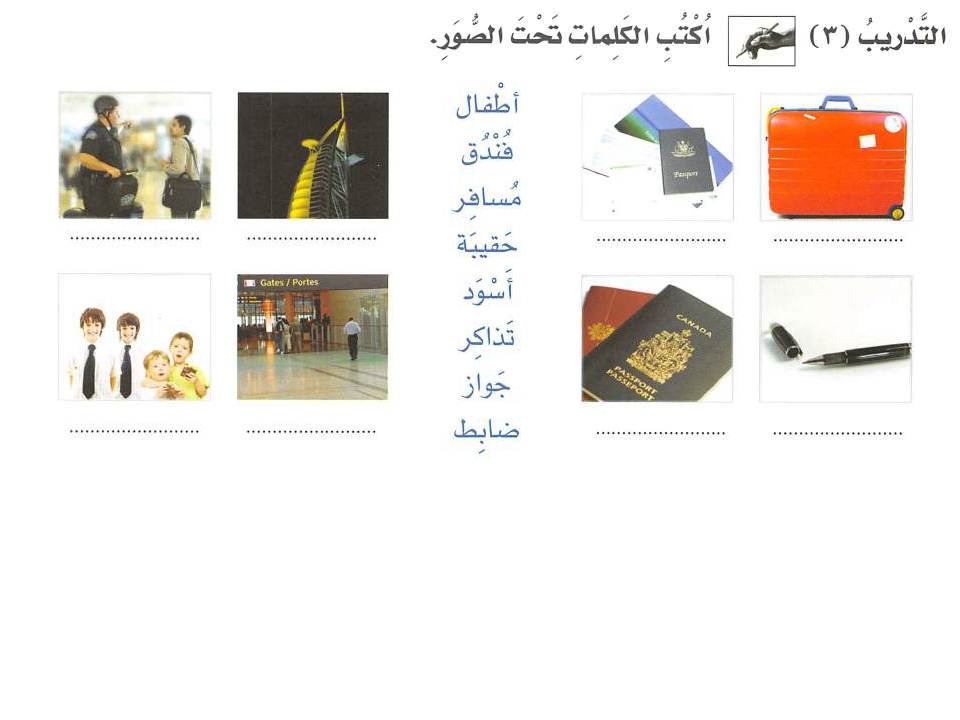 التَّدْريبُ (٣) اُكْتُبِ الكَلِماتِ تَحْتَ الصُّوَرِ.
أطْفال
فُنْدُق
مُسافِر
حَقيبَة
أَسْوَد
تَذاكِر
جَواز
ضابِط
Passport
Gates / Portes
CANADA
PASSPORT
PASSEPORT